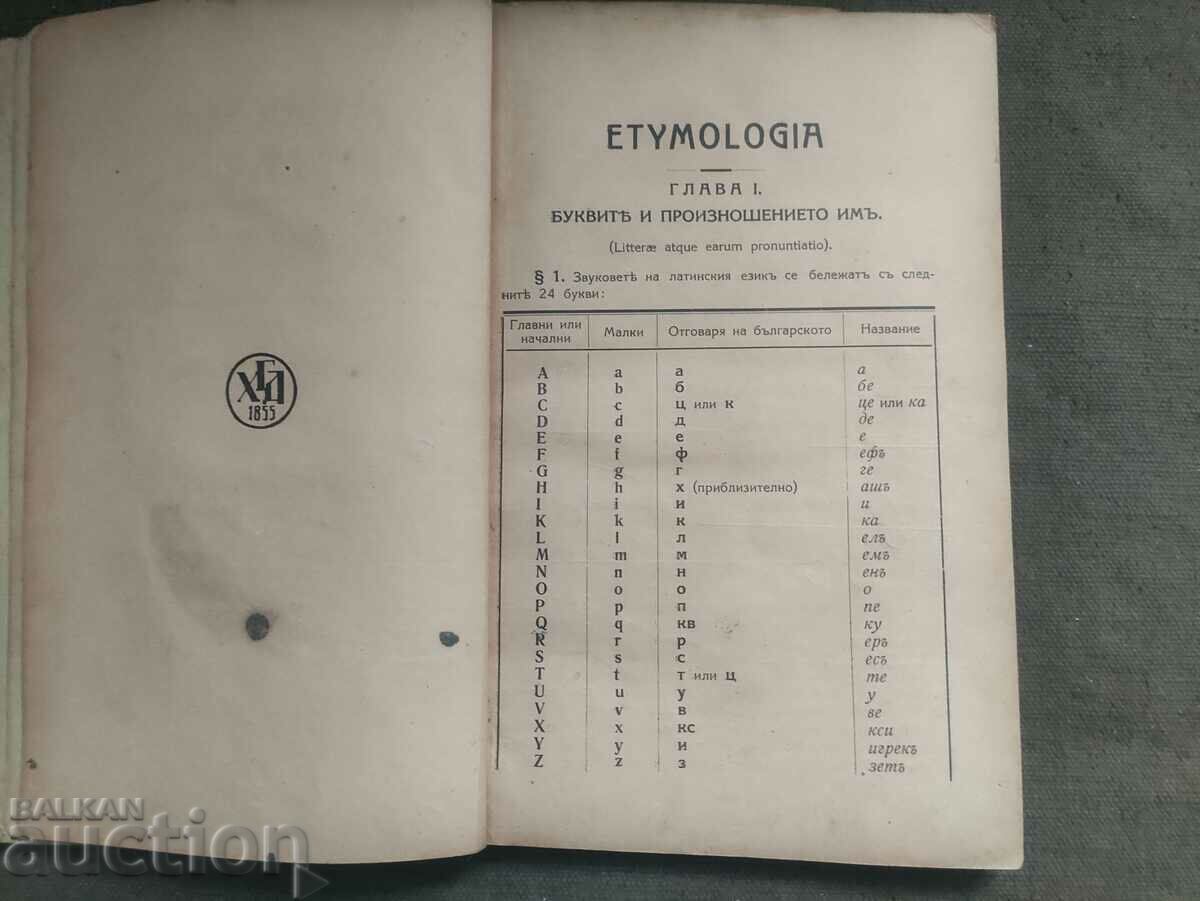 ХГД
1855
ETYMOLOGIA
ГЛАВА I.
БУКВИТѢ И ПРОИЗНОШЕНИЕТО ИМЪ.
(Litteræ atque earum pronuntiatio).
§ 1. Звуковетѣ на латинския езикъ се бележатъ съ след-
нитѣ 24 букви:
Главни или начални Малки Отговаря на българското Название
A a а а
B b б бе
C c ц или к це или ка
D d д де
E e е е
F f ф ефъ
G g г ге
H h х (приблизително) ашъ
I i и и
K k к ка
L l л елъ
M m м емъ
N n н енъ
O o о о
P p п пе
Q q кв ку
R r р еръ
S s с есъ
T t т или ц те
U u у у
V v в ве
X x кс кси
Y y и игрекъ
Z z з зетъ
BALKAN
auction